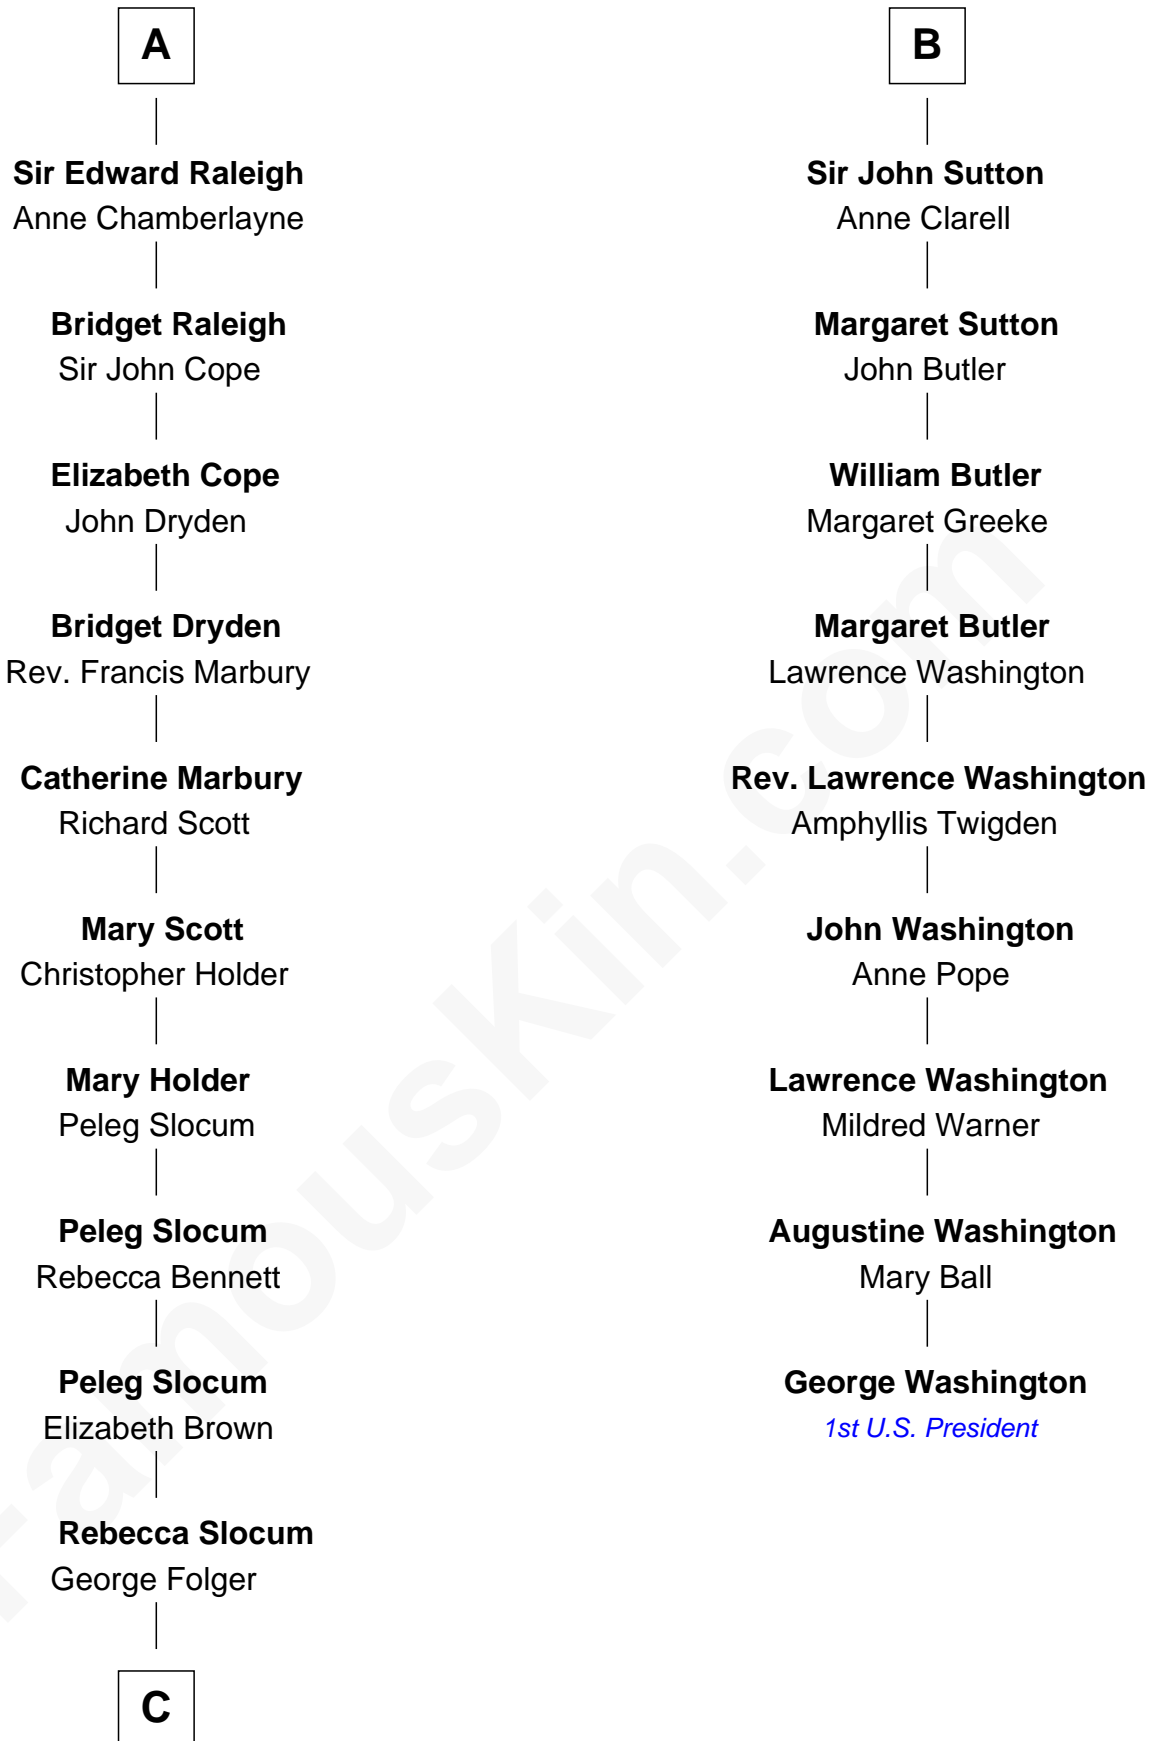 A
Sir Edward Raleigh
Anne Chamberlayne
Bridget Raleigh
Sir John Cope
Elizabeth Cope
John Dryden
Bridget Dryden
Rev. Francis Marbury
Catherine Marbury
Richard Scott
Mary Scott
Christopher Holder
Mary Holder
Peleg Slocum
Peleg Slocum
Rebecca Bennett
Peleg Slocum
Elizabeth Brown
Rebecca Slocum
George Folger
C
B
Sir John Sutton
Anne Clarell
Margaret Sutton
John Butler
William Butler
Margaret Greeke
Margaret Butler
Lawrence Washington
Rev. Lawrence Washington
Amphyllis Twigden
John Washington
Anne Pope
Lawrence Washington
Mildred Warner
Augustine Washington
Mary Ball
George Washington
1st U.S. President
FamousKin.com